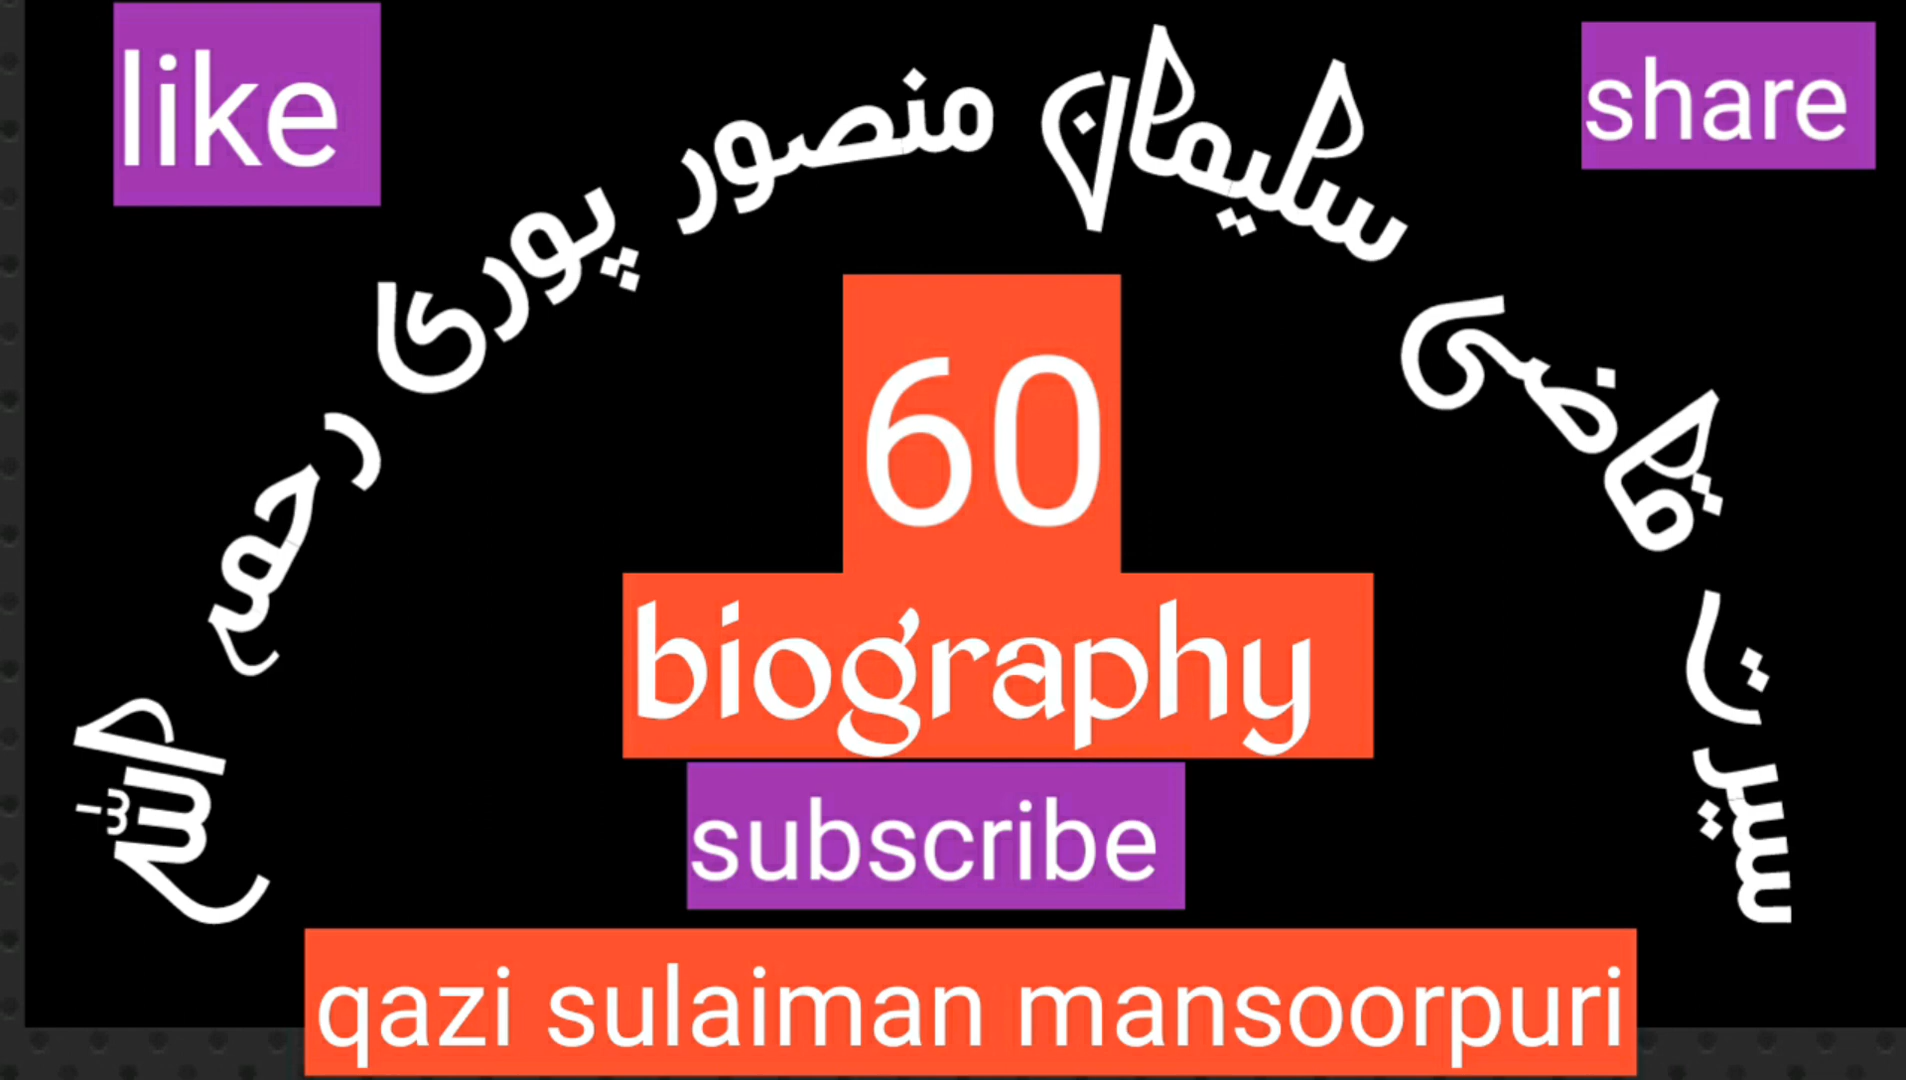 like
share
سیرت قاضی سلیمان منصور پوری رحمہ اللہ
60
biography
subscribe
qazi sulaiman mansoorpuri